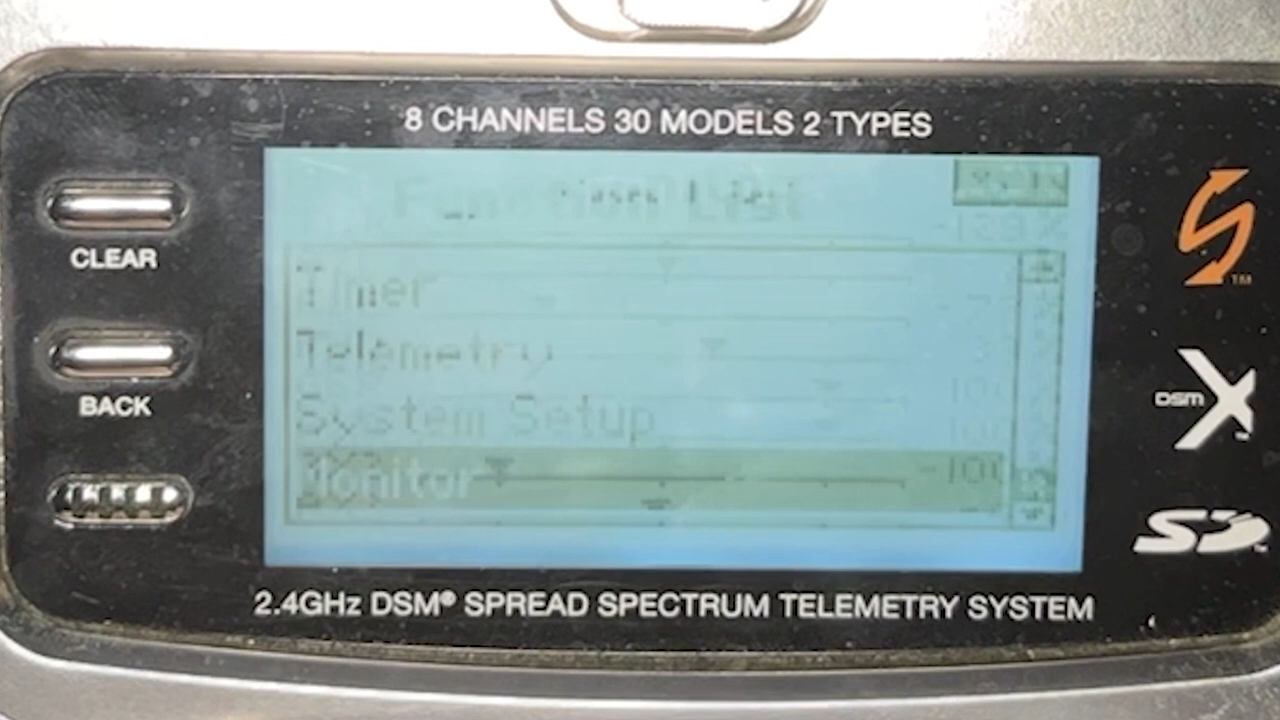 8 CHANNELS 30 MODELS 2 TYPES
Function List
Timer
Telemetry
System Setup
Monitor
CLEAR
BACK
DSM X
SD
2.4GHz DSM® SPREAD SPECTRUM TELEMETRY SYSTEM